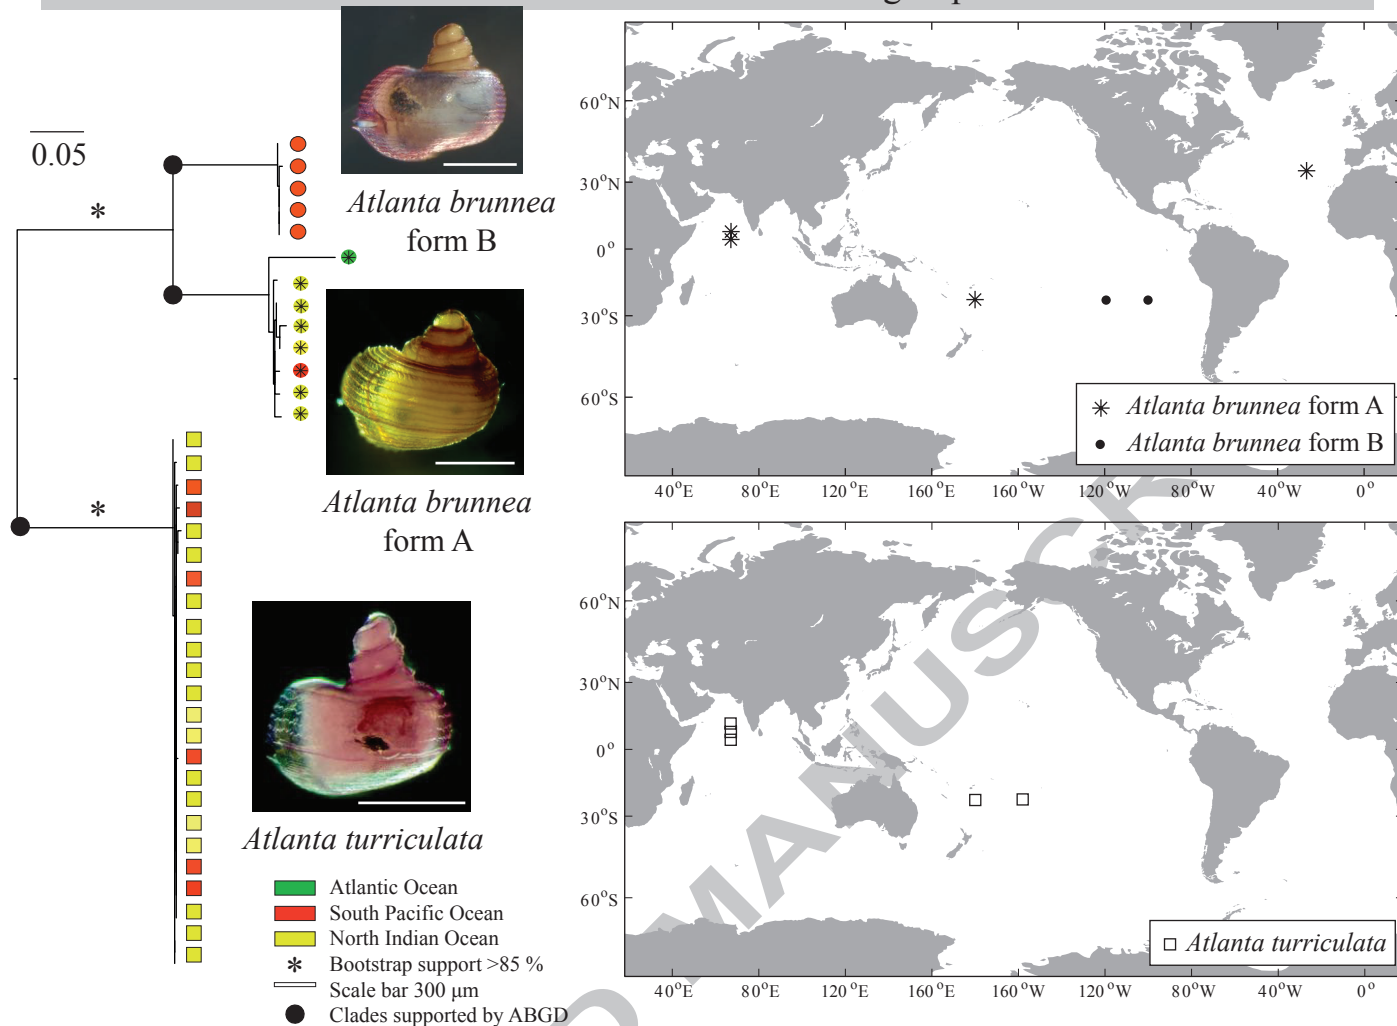 0.05
*
*
Atlanta brunnea
form B
Atlanta brunnea
form A
Atlanta turriculata
Atlantic Ocean
South Pacific Ocean
North Indian Ocean
* Bootstrap support >85 %
Scale bar 300 µm
Clades supported by ABGD
60°N
30°N
0°
30°S
60°S
Atlanta brunnea form A
Atlanta brunnea form B
40°E 80°E 120°E 160°E 160°W 120°W 80°W 40°W 0°
60°N
30°N
0°
30°S
60°S
Atlanta turriculata
40°E 80°E 120°E 160°E 160°W 120°W 80°W 40°W 0°
MANUSCR